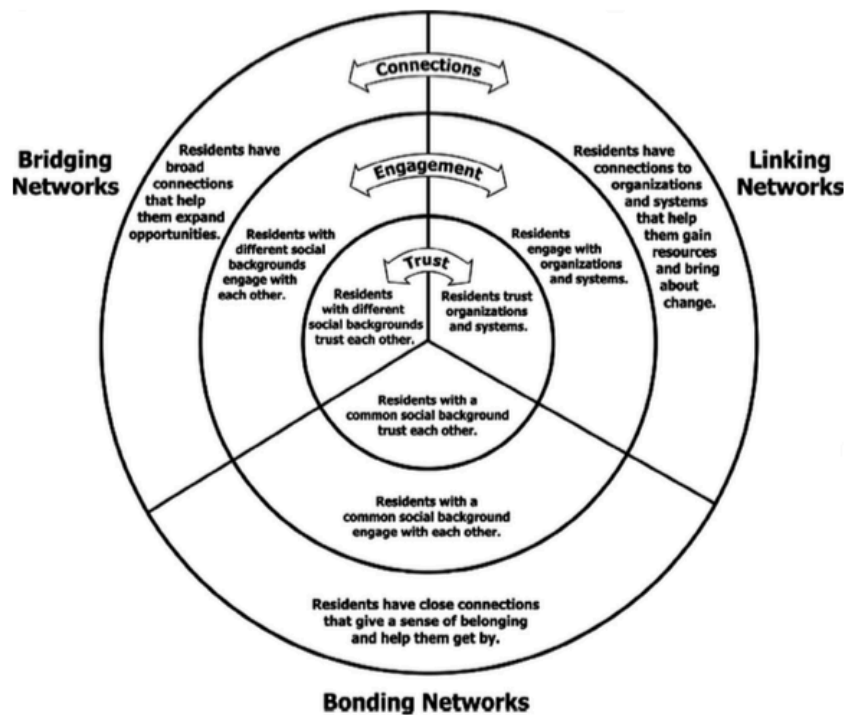 Connections
Bridging
Networks
Residents have
broad
connections
that help
them expand
opportunities.
Engagement
Residents have
connections to
organizations
and systems
that help
them gain
resources
and bring
about
change.
Linking
Networks
Residents with
different social
backgrounds
engage with
each other.
Trust
Residents
engage with
organizations
and systems.
Residents
with different
social backgrounds
trust each other.
Residents trust
organizations
and systems.
Residents with a
common social background
trust each other.
Residents with a
common social background
engage with each other.
Residents have close connections
that give a sense of belonging
and help them get by.
Bonding Networks